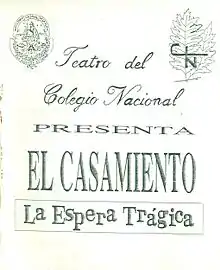 C
N
Teatro del
Colegio Nacional
PRESENTA
EL CASAMIENTO
La Espera Trágica